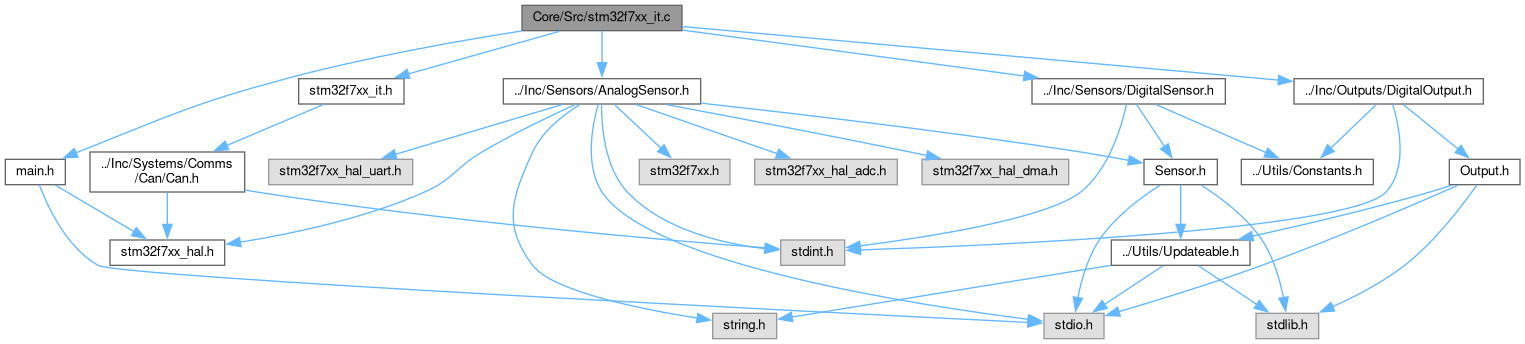 Core/Src/stm32f7xx_it.c
stm32f7xx_it.h
../Inc/Sensors/AnalogSensor.h
../Inc/Sensors/DigitalSensor.h
../Inc/Outputs/DigitalOutput.h
main.h
../Inc/Systems/Comms
/Can/Can.h
stm32f7xx_hal_uart.h
stm32f7xx.h
stm32f7xx_hal_adc.h
stm32f7xx_hal_dma.h
Sensor.h
../Utils/Constants.h
Output.h
stm32f7xx_hal.h
stdint.h
../Utils/Updateable.h
string.h
stdio.h
stdlib.h